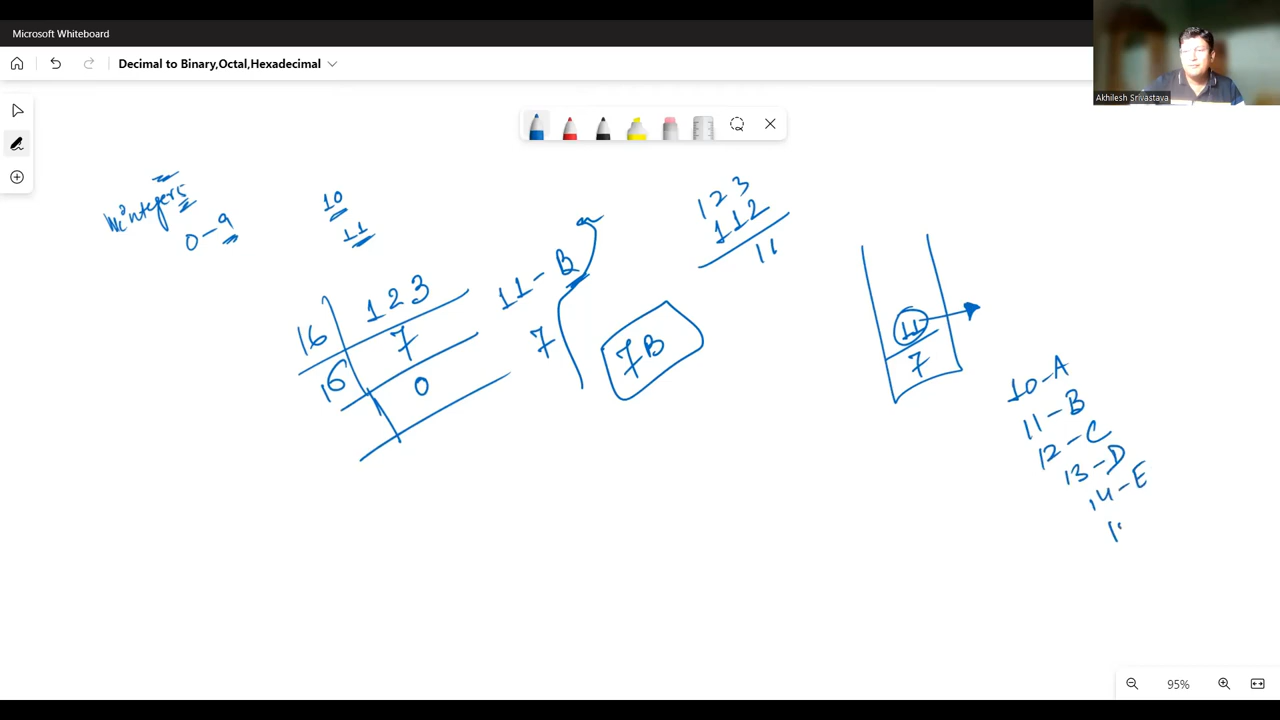 Microsoft Whiteboard
Decimal to Binary,Octal,Hexadecimal
Akhilesh Srivastava
integers
0-9
10
11
16 123
16 7
0
11-B
7
7B
123
112
11
11
7
10-A
11-B
12-C
13-D
14-E
1
95%